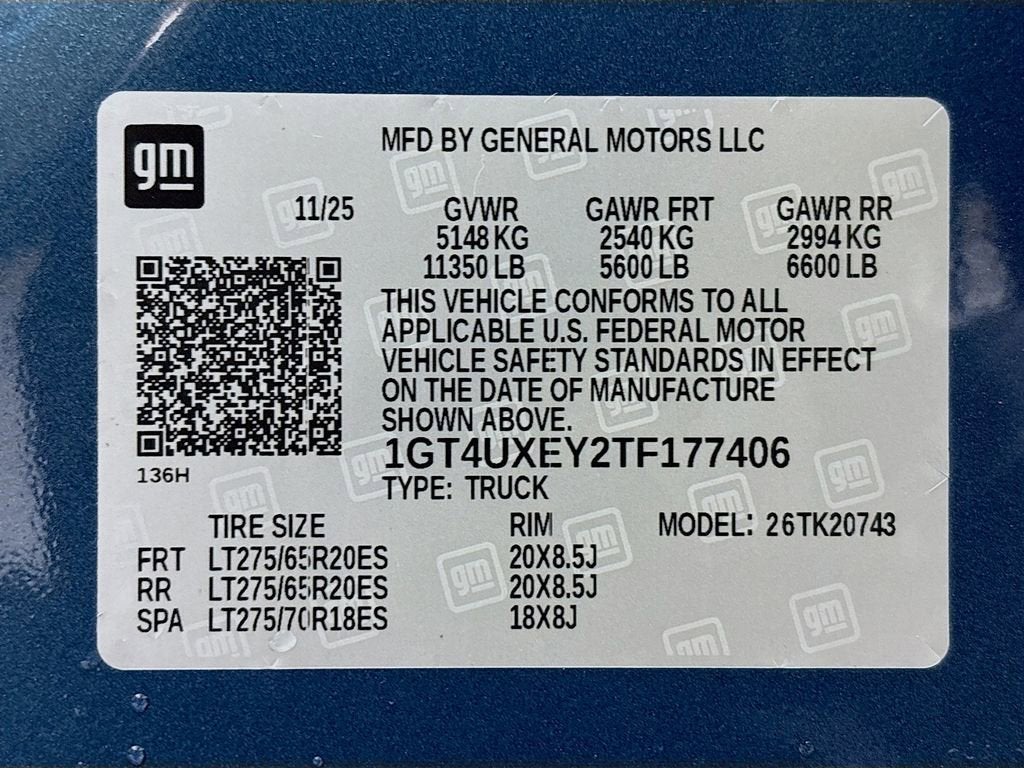 gm
MFD BY GENERAL MOTORS LLC
11/25 GVWR GAWR FRT GAWR RR
5148 KG 2540 KG 2994 KG
11350 LB 5600 LB 6600 LB
THIS VEHICLE CONFORMS TO ALL
APPLICABLE U.S. FEDERAL MOTOR
VEHICLE SAFETY STANDARDS IN EFFECT
ON THE DATE OF MANUFACTURE
SHOWN ABOVE.
1GT4UXEY2TF177406
136H
TYPE: TRUCK
TIRE SIZE RIM MODEL: 26TK20743
FRT LT275/65R20ES 20X8.5J
RR LT275/65R20ES 20X8.5J
SPA LT275/70R18ES 18X8J